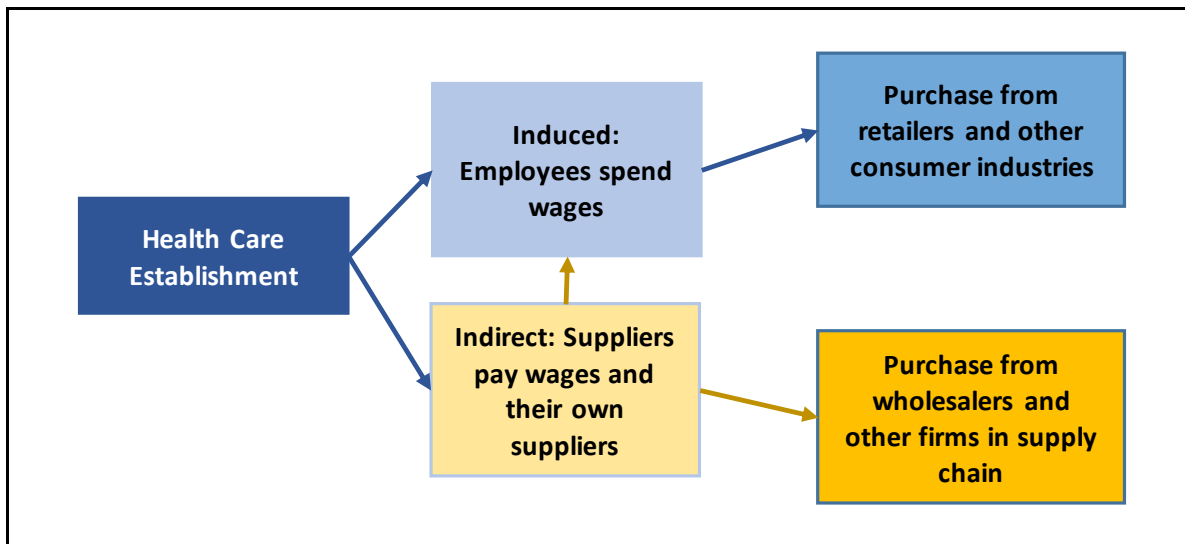 Health Care
Establishment
Induced:
Employees spend
wages
Indirect: Suppliers
pay wages and
their own
suppliers
Purchase from
retailers and other
consumer industries
Purchase from
wholesalers and
other firms in supply
chain